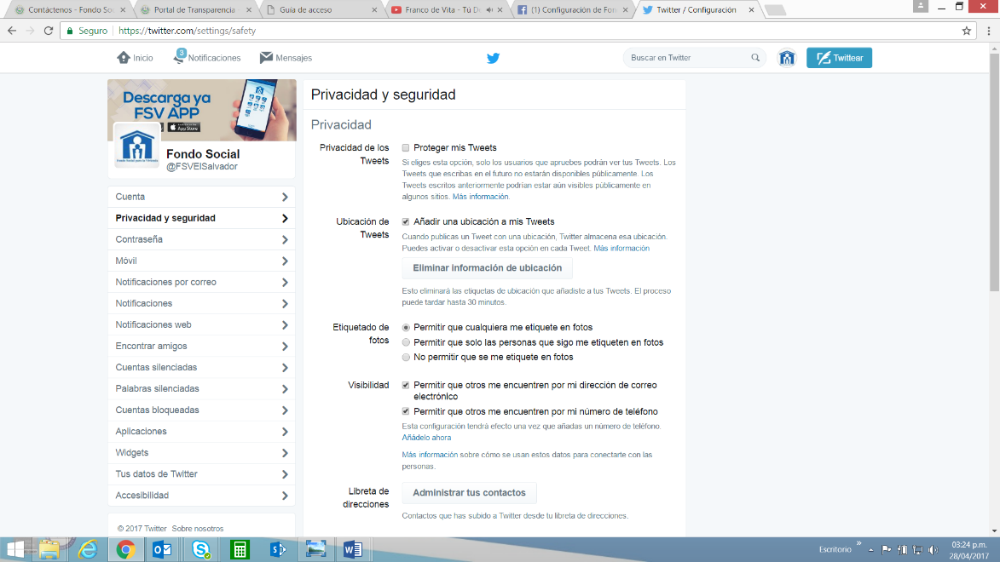 Contáctenos - Fondo Soc
Portal de Transparencia
Guía de acceso
Franco de Vita - Tú De
(1) Configuración de Fon
Twitter / Configuración
Seguro
https://twitter.com/settings/safety
Inicio
3
Notificaciones
Mensajes
Buscar en Twitter
Twittear
Descarga ya
FSV APP
App Store
Fondo Social
@FSVElSalvador
Cuenta
Privacidad y seguridad
Contraseña
Móvil
Notificaciones por correo
Notificaciones
Notificaciones web
Encontrar amigos
Cuentas silenciadas
Palabras silenciadas
Cuentas bloqueadas
Aplicaciones
Widgets
Tus datos de Twitter
Accesibilidad
© 2017 Twitter Sobre nosotros
Privacidad y seguridad
Privacidad
Privacidad de los
Tweets
Proteger mis Tweets
Si eliges esta opción, solo los usuarios que apruebes podrán ver tus Tweets. Los
Tweets que escribas en el futuro no estarán disponibles públicamente. Los
Tweets escritos anteriormente podrían estar aún visibles públicamente en
algunos sitios. Más información.
Ubicación de
Tweets
Añadir una ubicación a mis Tweets
Cuando publicas un Tweet con una ubicación, Twitter almacena esa ubicación.
Puedes activar o desactivar esta opción en cada Tweet. Más información
Eliminar información de ubicación
Esto eliminará las etiquetas de ubicación que añadiste a tus Tweets. El proceso
puede tardar hasta 30 minutos.
Etiquetado de
fotos
Permitir que cualquiera me etiquete en fotos
Permitir que solo las personas que sigo me etiqueten en fotos
No permitir que se me etiquete en fotos
Visibilidad
Permitir que otros me encuentren por mi dirección de correo
electrónico
Permitir que otros me encuentren por mi número de teléfono
Esta configuración tendrá efecto una vez que añadas un número de teléfono.
Añádelo ahora
Más información sobre cómo se usan estos datos para conectarte con las
personas.
Libreta de
direcciones
Administrar tus contactos
Contactos que has subido a Twitter desde tu libreta de direcciones.
Escritorio
03:24 p.m.
28/04/2017